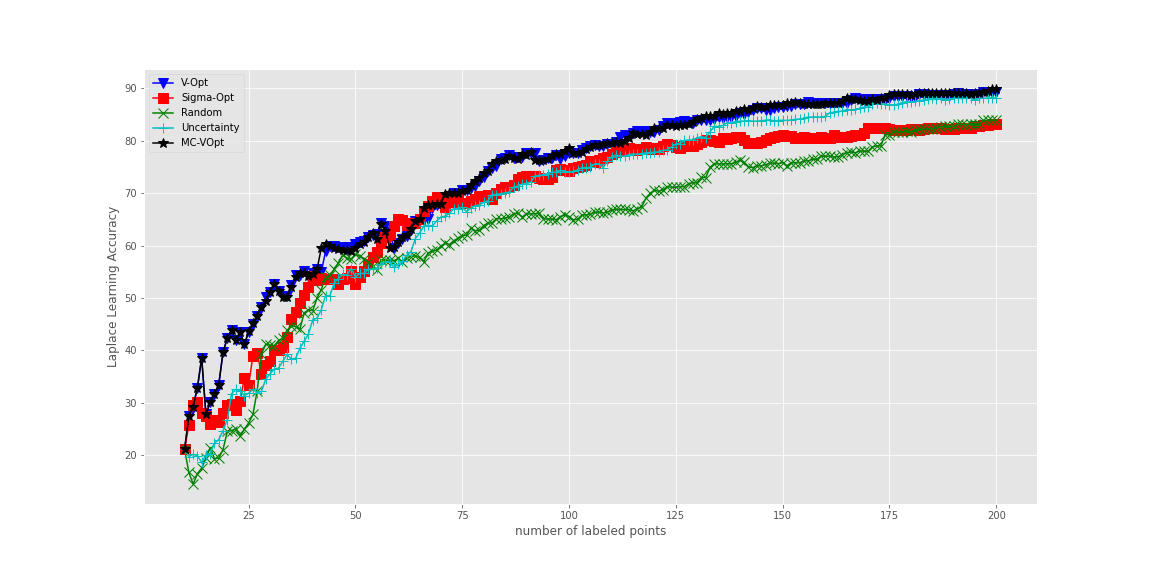 V-Opt
Sigma-Opt
Random
Uncertainty
MC-VOpt
90
80
70
60
50
40
30
20
Laplace Learning Accuracy
25 50 75 100 125 150 175 200
number of labeled points